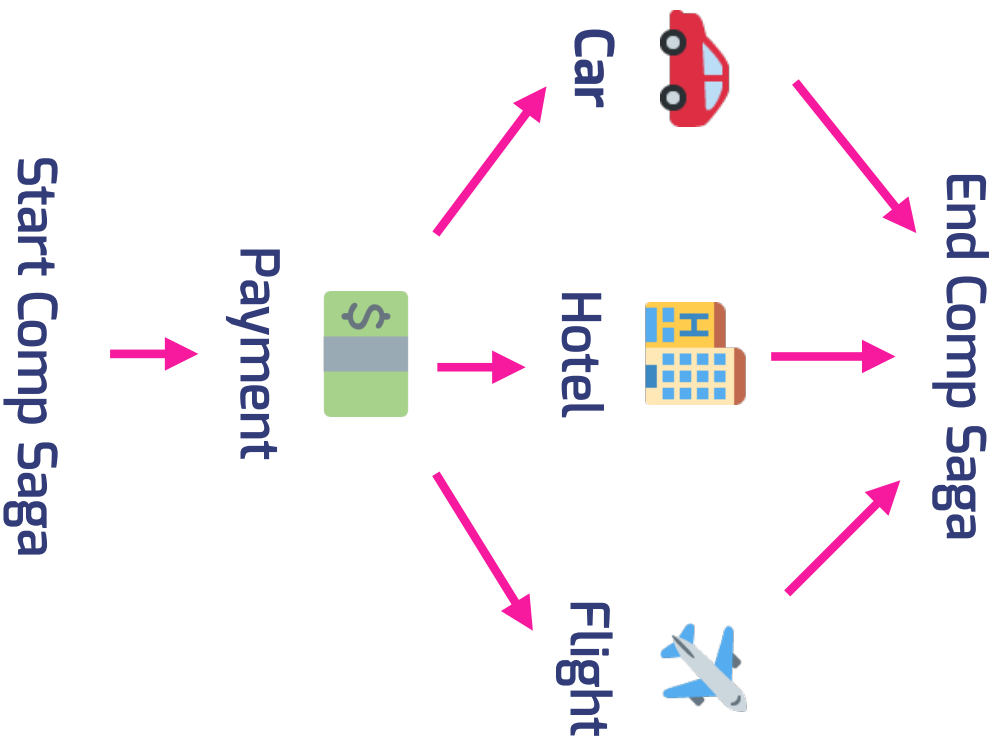 End Comp Saga
H
Car
Hotel
Flight
$
Payment
Start Comp Saga